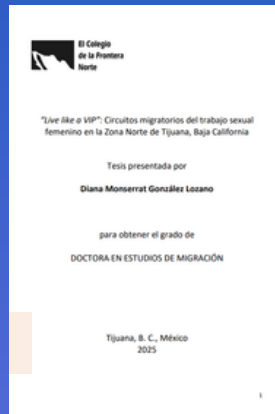 El Colegio
de la Frontera
Norte
"Live like a VIP": Circuitos migratorios del trabajo sexual
femenino en la Zona Norte de Tijuana, Baja California
Tesis presentada por
Diana Monserrat González Lozano
para obtener el grado de
DOCTORA EN ESTUDIOS DE MIGRACIÓN
Tijuana, B. C., México
2025